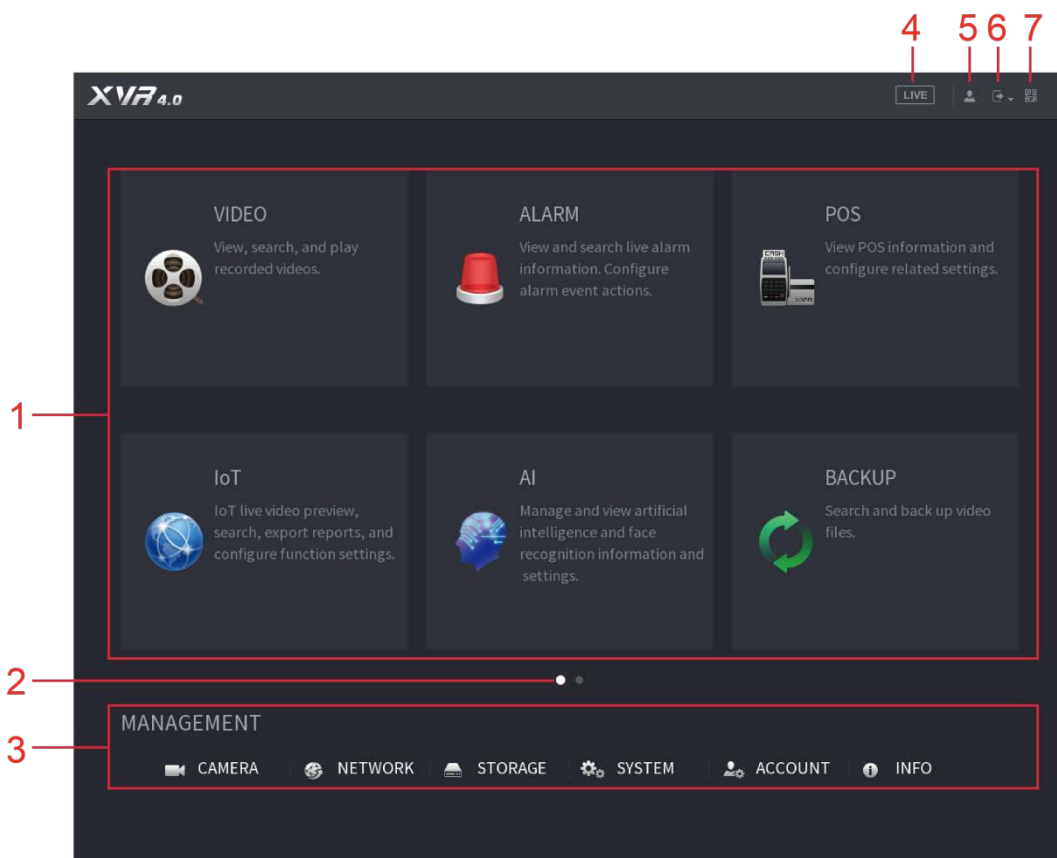 4 5 6 7
XVR 4.0
LIVE
VIDEO
View, search, and play
recorded videos.
ALARM
View and search live alarm
information. Configure
alarm event actions.
POS
View POS information and
configure related settings.
CASH
1
IoT
IoT live video preview,
search, export reports, and
configure function settings.
AI
Manage and view artificial
intelligence and face
recognition information and
settings.
BACKUP
Search and back up video
files.
2
3
MANAGEMENT
CAMERA NETWORK STORAGE SYSTEM ACCOUNT INFO